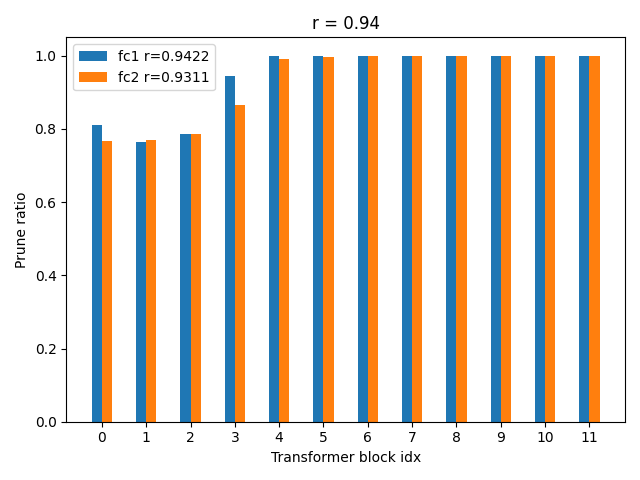 r = 0.94
fc1 r=0.9422
fc2 r=0.9311
Prune ratio
1.0
0.8
0.6
0.4
0.2
0.0
0 1 2 3 4 5 6 7 8 9 10 11
Transformer block idx